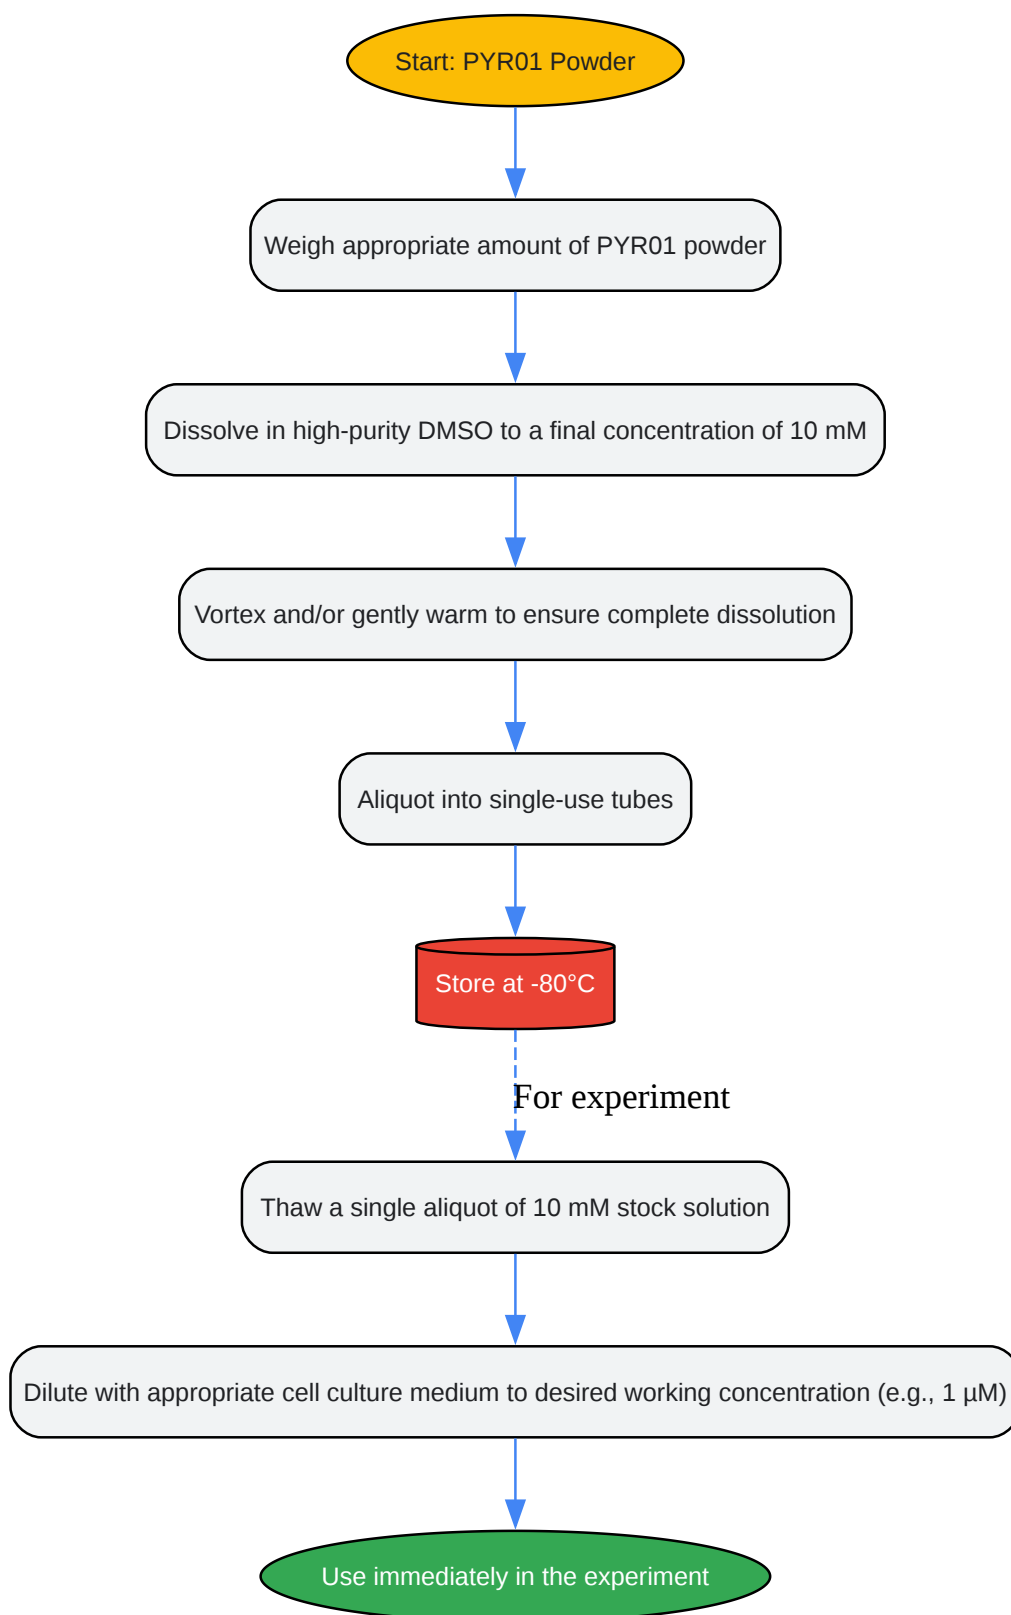 Start: PYR01 Powder
Weigh appropriate amount of PYR01 powder
Dissolve in high-purity DMSO to a final concentration of 10 mM
Vortex and/or gently warm to ensure complete dissolution
Aliquot into single-use tubes
Store at -80°C
For experiment
Thaw a single aliquot of 10 mM stock solution
Dilute with appropriate cell culture medium to desired working concentration (e.g., 1 µM)
Use immediately in the experiment